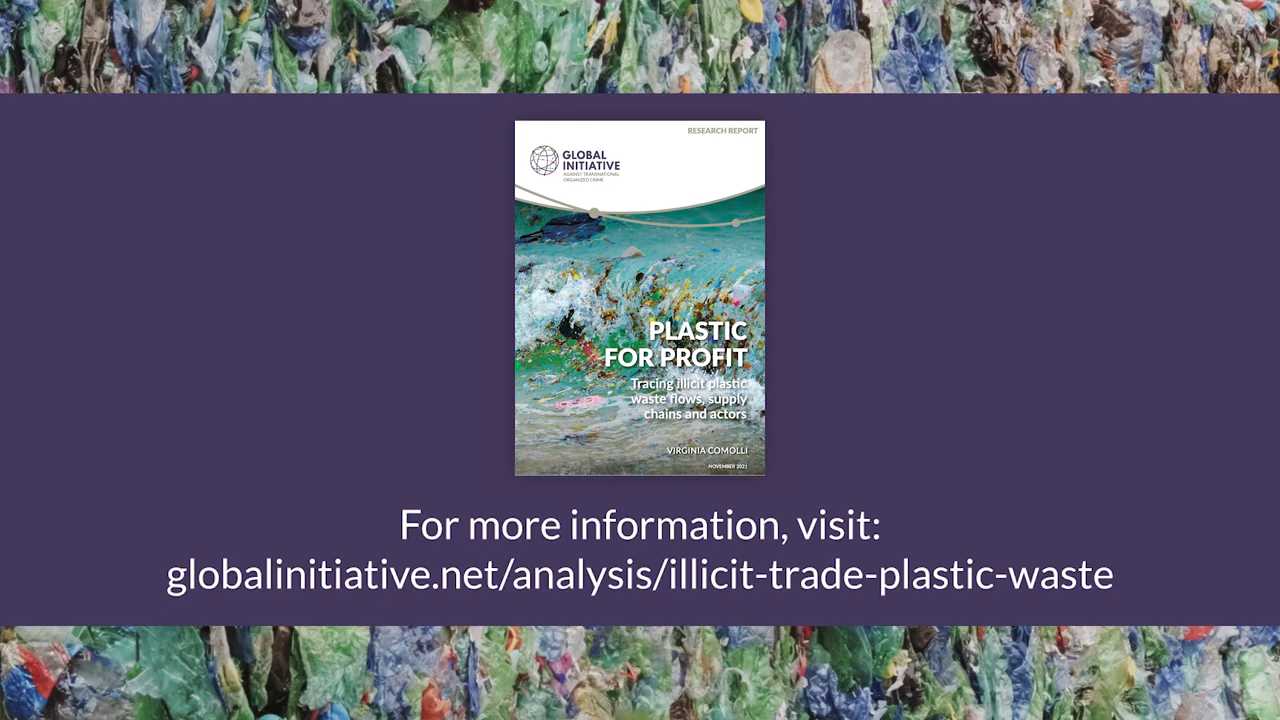 RESEARCH REPORT
GLOBAL
INITIATIVE
AGAINST TRANSNATIONAL
ORGANIZED CRIME
PLASTIC
FOR PROFIT
Tracing illicit plastic
waste flows, supply
chains and actors
VIRGINIA COMOLLI
NOVEMBER 2021
For more information, visit:
globalinitiative.net/analysis/illicit-trade-plastic-waste